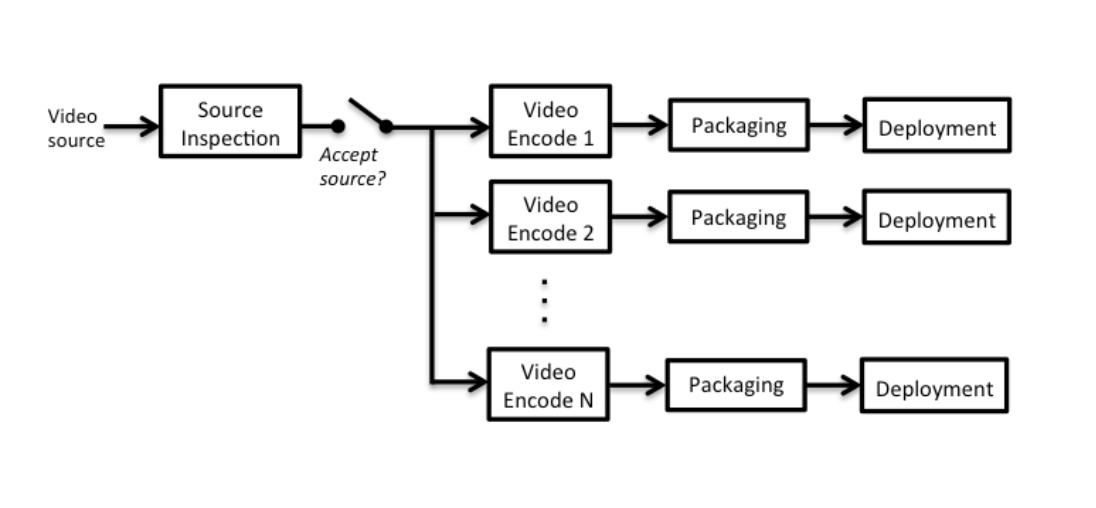 Video
source
Source
Inspection
Accept
source?
Video
Encode 1
Packaging
Deployment
Video
Encode 2
Packaging
Deployment
Video
Encode N
Packaging
Deployment